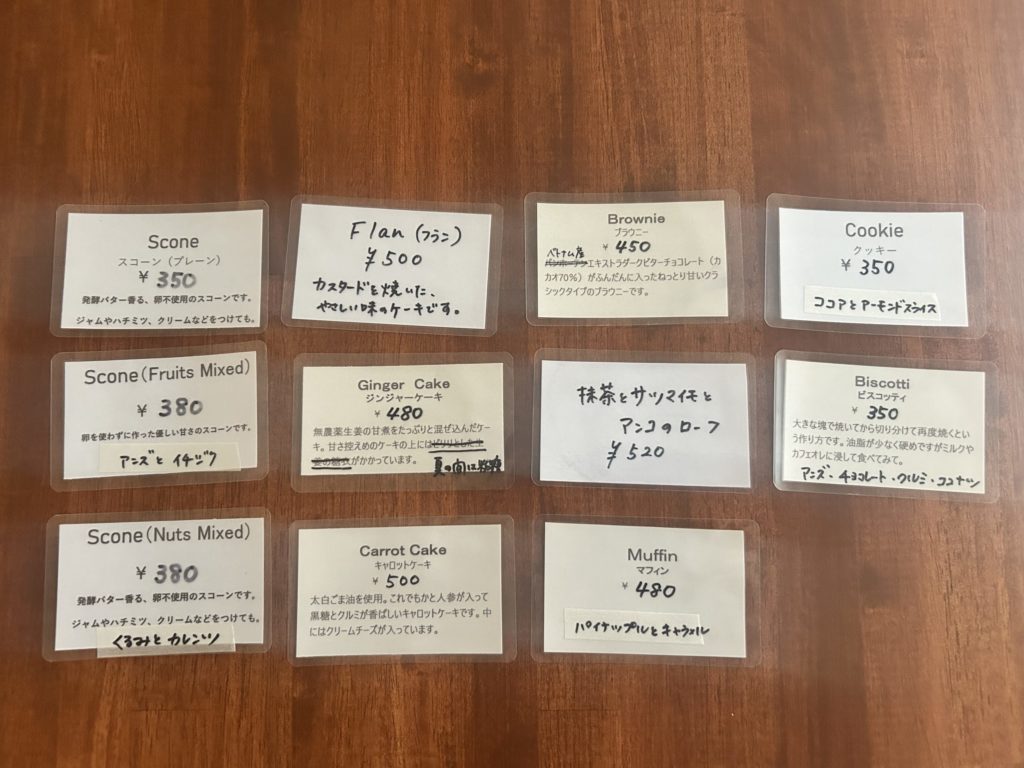 Scone
スコーン（プレーン）
¥ 350
発酵バター香る、卵不使用のスコーンです。
ジャムやハチミツ、クリームなどをつけても。
Flan（フラン）
¥500
カスタードを焼いた、
やさしい味のケーキです。
Brownie
ブラウニー
¥ 450
ベトナム産
バンホーテンエキストラダークビターチョコレート（カ
カオ70%）がふんだんに入ったねっとり甘いクラ
シックタイプのブラウニーです。
Cookie
クッキー
¥ 350
ココアとアーモンドスライス
Scone（Fruits Mixed）
¥ 380
卵を使わずに作った優しい甘さのスコーンです。
アンズとイチジク
Ginger Cake
ジンジャーケーキ
¥ 480
無農薬生姜の甘煮をたっぷりと混ぜ込んだケー
キ。甘さ控えめのケーキの上にはピリリとした生
姜の糖衣がかかっています。
夏の間は
抹茶とサツマイモと
アンコのローフ
¥520
Biscotti
ビスコッティ
¥ 350
大きな塊で焼いてから切り分けて再度焼くとい
う作り方です。油脂が少なく硬めですがミルクや
カフェオレに浸して食べてみて。
アンズ・チョコレート・クルミ・ココナッツ
Scone（Nuts Mixed）
¥ 380
発酵バター香る、卵不使用のスコーンです。
ジャムやハチミツ、クリームなどをつけても。
くるみとカレンツ
Carrot Cake
キャロットケーキ
¥ 500
太白ごま油を使用。これでもかと人参が入って
黒糖とクルミが香ばしいキャロットケーキです。中
にはクリームチーズが入っています。
Muffin
マフィン
¥ 480
パイナップルとキャラメル